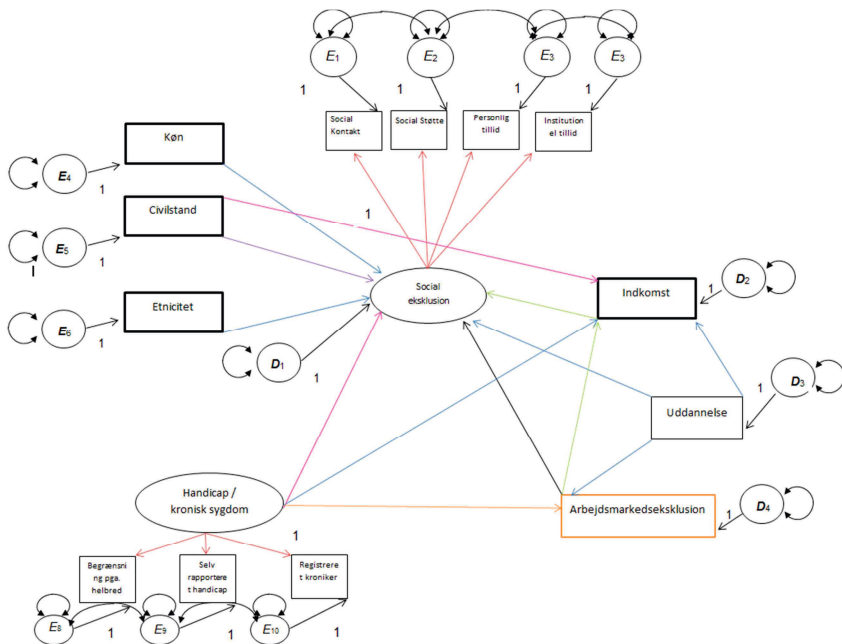 E1
E2
E3
E3
1
1
1
1
Social
Kontakt
Social Støtte
Personlig
tillid
Institution
el tillid
Køn
E4
1
Civilstand
1
E5
1
Social
eksklusion
Indkomst
1
D2
Etnicitet
E6
1
D1
1
1
D3
Uddannelse
Handicap /
kronisk sygdom
Arbejdsmarkedseksklusion
1
D4
1
Begrænsni
ng pga.
helbred
Selv
rapportere
t handicap
Registrere
t kroniker
E8
1
E9
1
E10
1